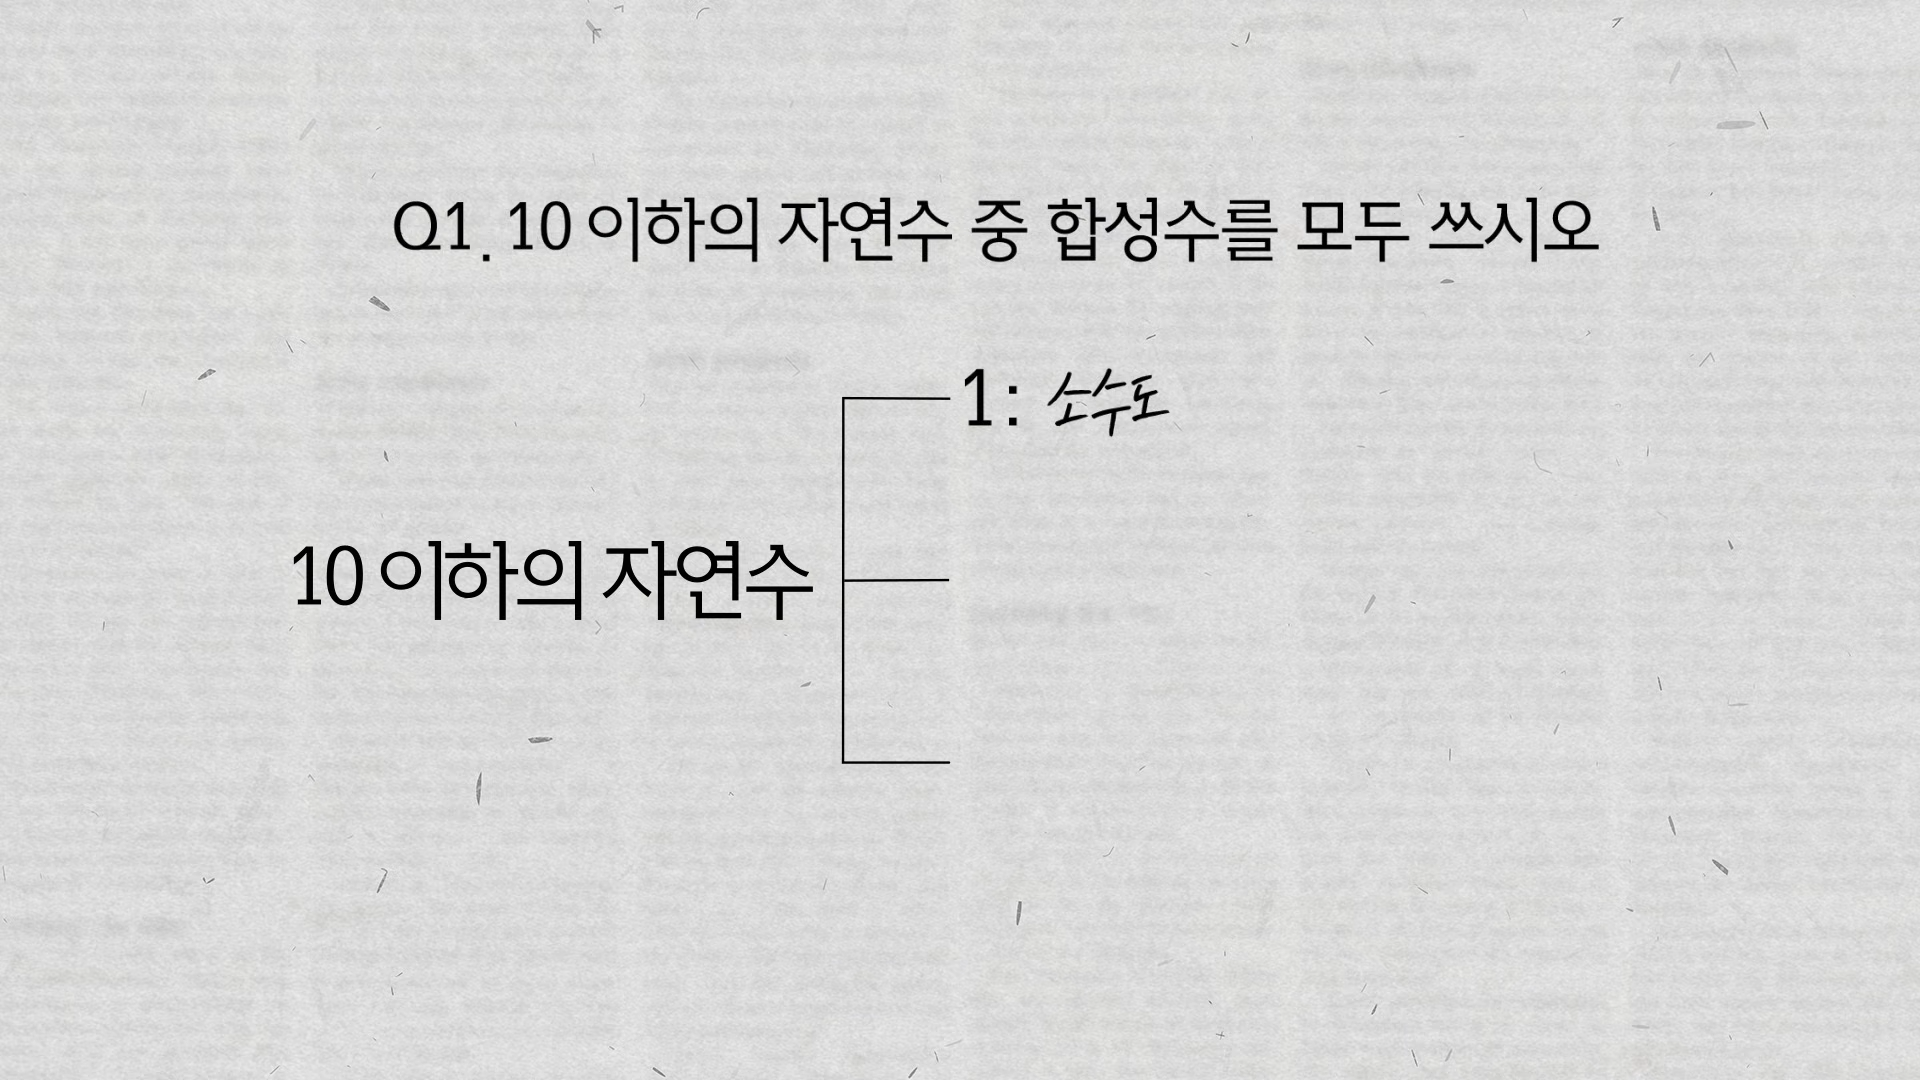 Q1. 10 이하의 자연수 중 합성수를 모두 쓰시오
1: 소수도
10 이하의 자연수